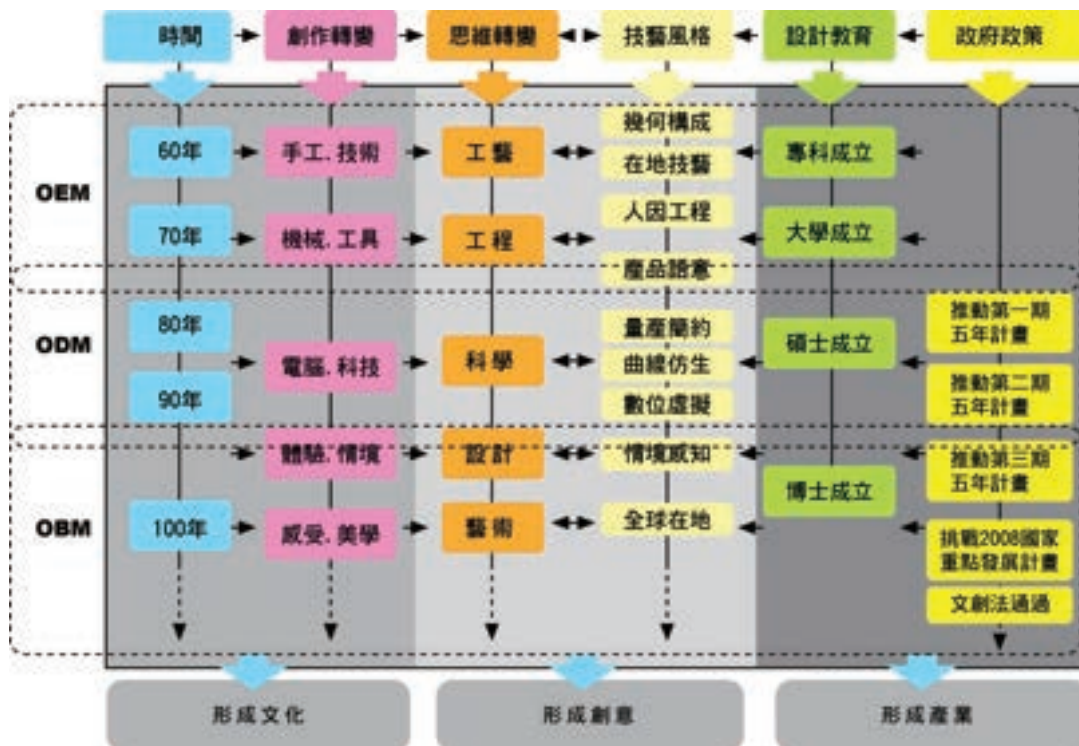 時間
創作轉變
思維轉變
技藝風格
設計教育
政府政策
OEM
60年
手工、技術
工藝
幾何構成
在地技藝
專科成立
70年
機械、工具
工程
人因工程
產品語意
大學成立
ODM
80年
90年
電腦、科技
科學
量產簡約
曲線仿生
數位虛擬
碩士成立
推動第一期
五年計畫
推動第二期
五年計畫
OBM
體驗、情境
設計
情境感知
博士成立
推動第三期
五年計畫
100年
感受、美學
藝術
全球在地
挑戰2008國家
重點發展計畫
文創法通過
形成文化
形成創意
形成產業